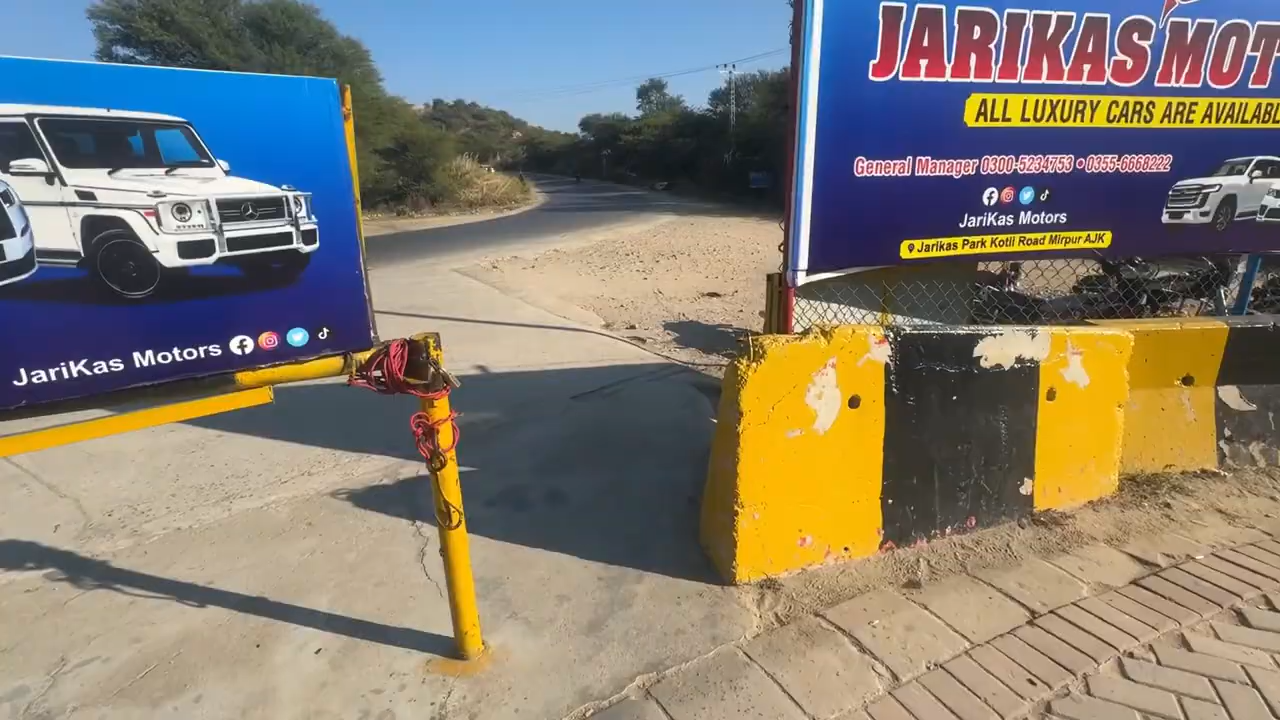 JariKas Motors
JARIKAS MOT
ALL LUXURY CARS ARE AVAILABL
General Manager 0300-5234753 • 0355-6668222
JariKas Motors
Jarikas Park Kotli Road Mirpur AJK